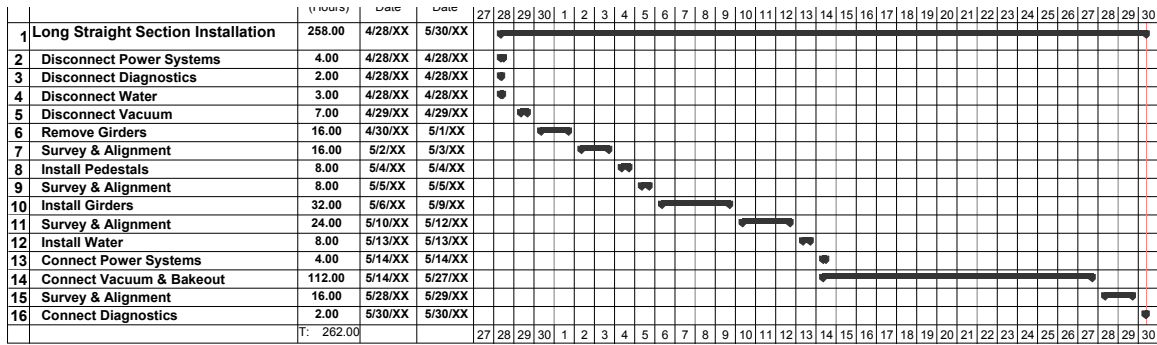 (Hours) Date Date 27 28 29 30 1 2 3 4 5 6 7 8 9 10 11 12 13 14 15 16 17 18 19 20 21 22 23 24 25 26 27 28 29 30
1 Long Straight Section Installation 258.00 4/28/XX 5/30/XX
2 Disconnect Power Systems 4.00 4/28/XX 4/28/XX
3 Disconnect Diagnostics 2.00 4/28/XX 4/28/XX
4 Disconnect Water 3.00 4/28/XX 4/28/XX
5 Disconnect Vacuum 7.00 4/29/XX 4/29/XX
6 Remove Girders 16.00 4/30/XX 5/1/XX
7 Survey & Alignment 16.00 5/2/XX 5/3/XX
8 Install Pedestals 8.00 5/4/XX 5/4/XX
9 Survey & Alignment 8.00 5/5/XX 5/5/XX
10 Install Girders 32.00 5/6/XX 5/9/XX
11 Survey & Alignment 24.00 5/10/XX 5/12/XX
12 Install Water 8.00 5/13/XX 5/13/XX
13 Connect Power Systems 4.00 5/14/XX 5/14/XX
14 Connect Vacuum & Bakeout 112.00 5/14/XX 5/27/XX
15 Survey & Alignment 16.00 5/28/XX 5/29/XX
16 Connect Diagnostics 2.00 5/30/XX 5/30/XX
T: 262.00 27 28 29 30 1 2 3 4 5 6 7 8 9 10 11 12 13 14 15 16 17 18 19 20 21 22 23 24 25 26 27 28 29 30